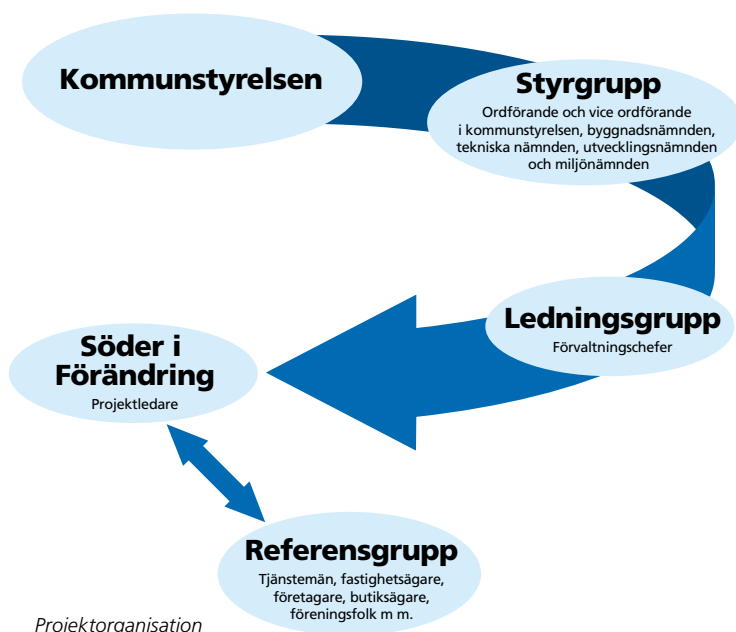 Kommunstyrelsen
Styrgrupp
Ordförande och vice ordförande
i kommunstyrelsen, byggnadsnämnden,
tekniska nämnden, utvecklingsnämnden
och miljönämnden
Ledningsgrupp
Förvaltningschefer
Söder i
Förändring
Projektledare
Referensgrupp
Tjänstemän, fastighetsägare,
företagare, butiksägare,
föreningsfolk m m.
Projektorganisation